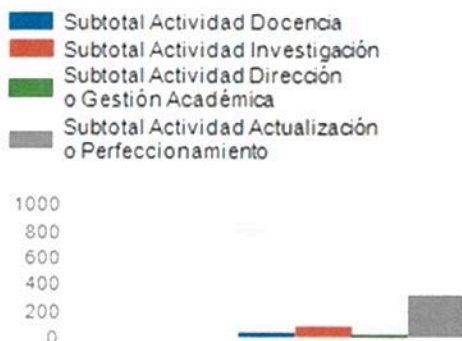 Subtotal Actividad Docencia
Subtotal Actividad Investigación
Subtotal Actividad Dirección
o Gestión Académica
Subtotal Actividad Actualización
o Perfeccionamiento
1000
800
600
400
200
0